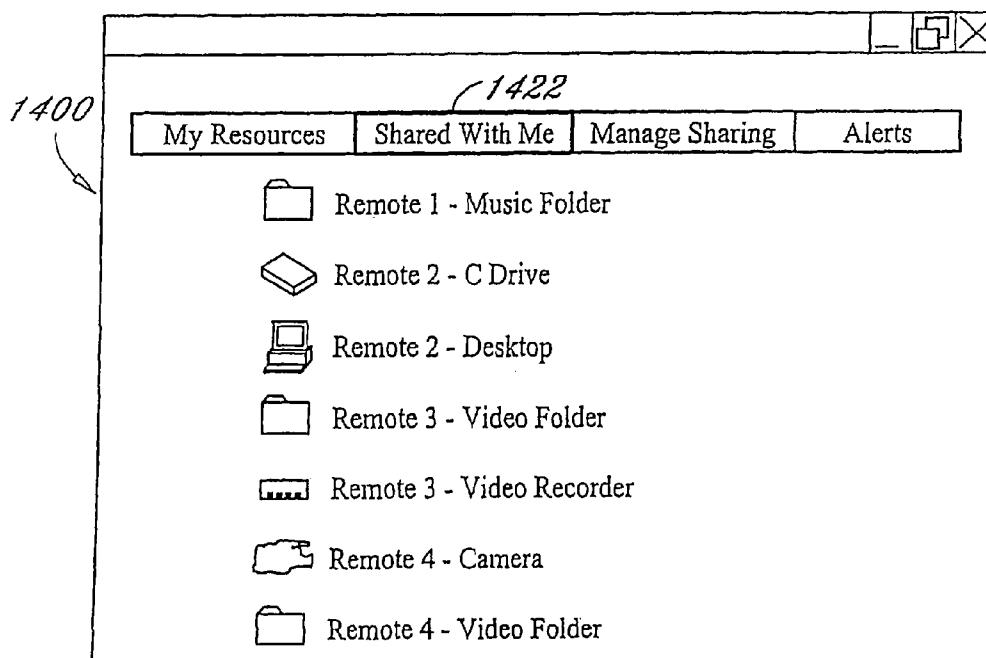 1422
1400
My Resources Shared With Me Manage Sharing Alerts
Remote 1 - Music Folder
Remote 2 - C Drive
Remote 2 - Desktop
Remote 3 - Video Folder
Remote 3 - Video Recorder
Remote 4 - Camera
Remote 4 - Video Folder